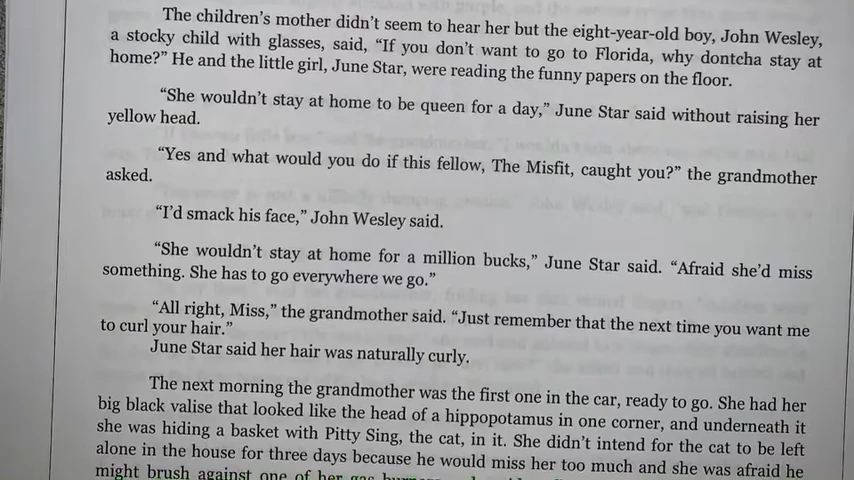 The children's mother didn't seem to hear her but the eight-year-old boy, John Wesley,
a stocky child with glasses, said, “If you don't want to go to Florida, why dontcha stay at
home?” He and the little girl, June Star, were reading the funny papers on the floor.
“She wouldn't stay at home to be queen for a day,” June Star said without raising her
yellow head.
“Yes and what would you do if this fellow, The Misfit, caught you?” the grandmother
asked.
“I'd smack his face,” John Wesley said.
“She wouldn't stay at home for a million bucks,” June Star said. “Afraid she'd miss
something. She has to go everywhere we go.”
“All right, Miss,” the grandmother said. “Just remember that the next time you want me
to curl your hair.”
June Star said her hair was naturally curly.
The next morning the grandmother was the first one in the car, ready to go. She had her
big black valise that looked like the head of a hippopotamus in one corner, and underneath it
she was hiding a basket with Pitty Sing, the cat, in it. She didn't intend for the cat to be left
alone in the house for three days because he would miss her too much and she was afraid he
might brush against one of her gas